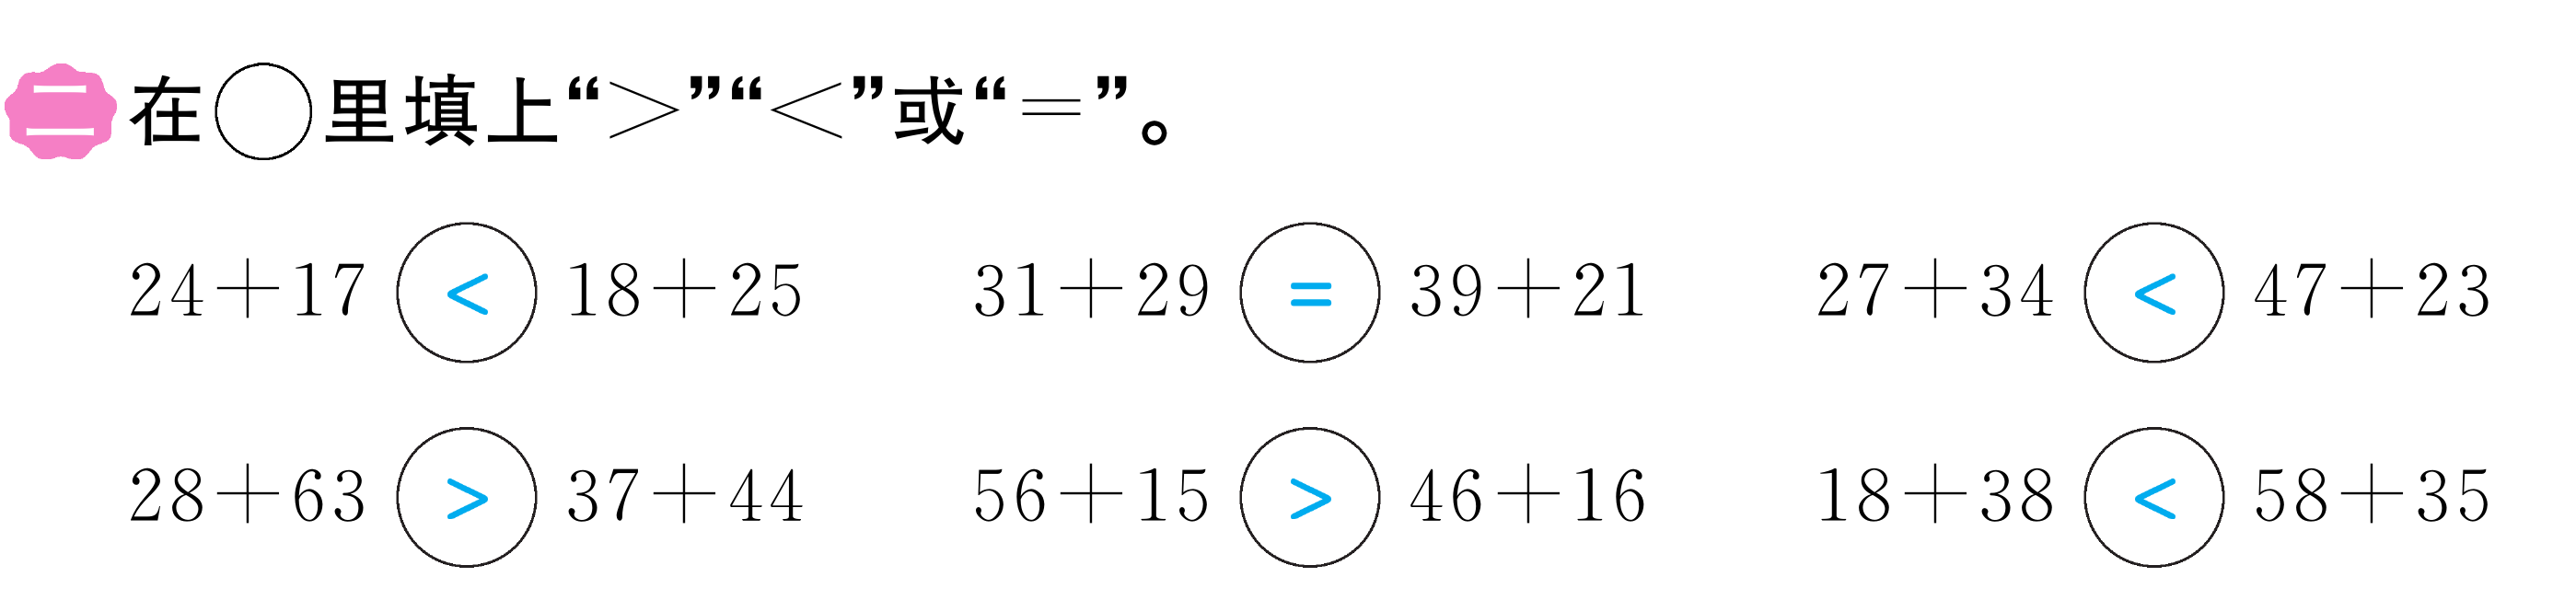 二 在○里填上“>”“<”或“=”。
24+17 < 18+25 31+29 = 39+21 27+34 < 47+23
28+63 > 37+44 56+15 > 46+16 18+38 < 58+35